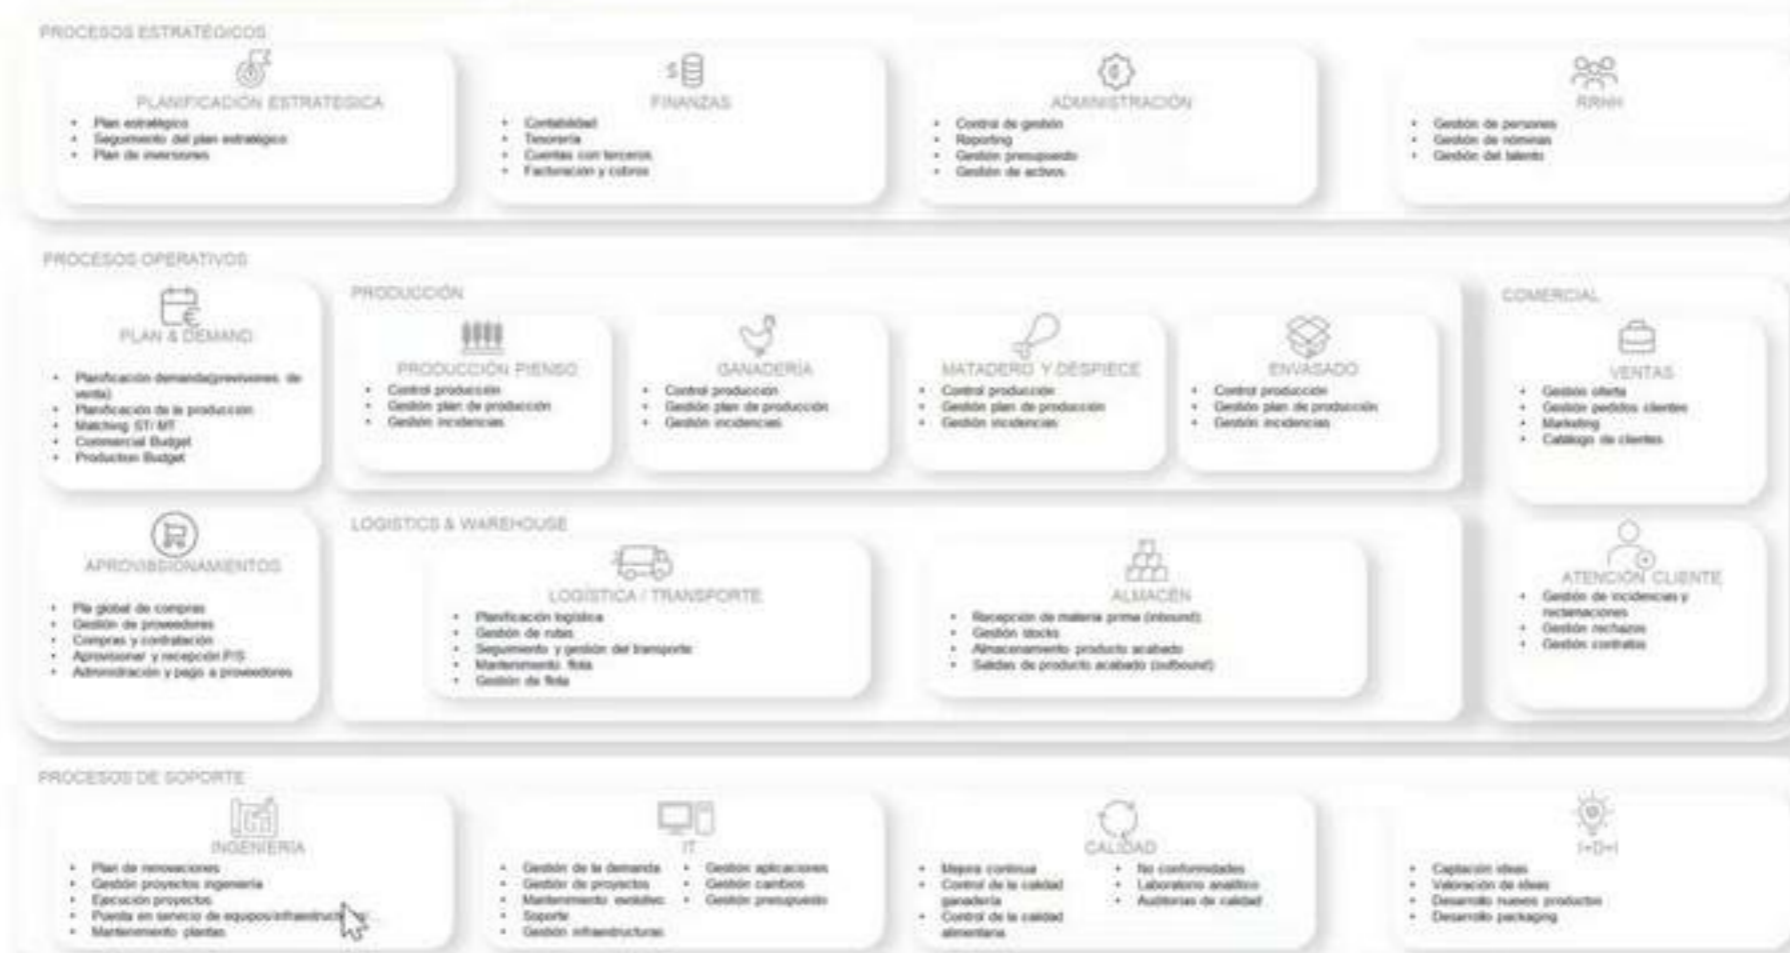 PROCESOS ESTRATÉGICOS
PLANIFICACIÓN ESTRATEGICA
• Plan estratégico
• Seguimiento del plan estratégico
• Plan de inversiones
FINANZAS
• Contabilidad
• Tesorería
• Cuentas con terceros
• Facturación y cobros
ADMINISTRACIÓN
• Control de gestión
• Reporting
• Gestión presupuesto
• Gestión de activos
RRHH
• Gestión de personas
• Gestión de nóminas
• Gestión del talento
PROCESOS OPERATIVOS
PLAN & DEMAND
• Planificación demanda(previsiones de
venta)
• Planificación de la producción
• Matching ST/ MT
• Commercial Budget
• Production Budget
PRODUCCIÓN
PRODUCCIÓN PIENSO
• Control producción
• Gestión plan de producción
• Gestión incidencias
GANADERÍA
• Control producción
• Gestión plan de producción
• Gestión incidencias
MATADERO Y DESPIECE
• Control producción
• Gestión plan de producción
• Gestión incidencias
ENVASADO
• Control producción
• Gestión plan de producción
• Gestión incidencias
COMERCIAL
VENTAS
• Gestión oferta
• Gestión pedidos clientes
• Marketing
• Catálogo de clientes
APROVISIONAMIENTOS
• Pla global de compras
• Gestión de proveedores
• Compras y contratación
• Aprovisionar y recepción P/S
• Administración y pago a proveedores
LOGISTICS & WAREHOUSE
LOGÍSTICA / TRANSPORTE
• Planificación logística
• Gestión de rutas
• Seguimiento y gestión del transporte
• Mantenimiento flota
• Gestión de flota
ALMACÉN
• Recepción de materia prima (inbound)
• Gestión stocks
• Almacenamiento producto acabado
• Salidas de producto acabado (outbound)
ATENCIÓN CLIENTE
• Gestión de incidencias y
reclamaciones
• Gestión rechazos
• Gestión contratos
PROCESOS DE SOPORTE
INGENIERÍA
• Plan de renovaciones
• Gestión proyectos ingeniería
• Ejecución proyectos
• Puesta en servicio de
• Mantenimiento plantas
IT
• Gestión de la demanda
• Gestión de proyectos
• Mantenimiento evolutivo
• Soporte
• Gestión infraestructuras
• Gestión aplicaciones
• Gestión cambios
• Gestión presupuesto
CALIDAD
• Mejora continua
• Control de la calidad
ganadería
• Control de la calidad
alimentaria
• No conformidades
• Laboratorio analítico
• Auditorias de calidad
I+D+I
• Captación ideas
• Valoración de ideas
• Desarrollo nuevos productos
• Desarrollo packaging